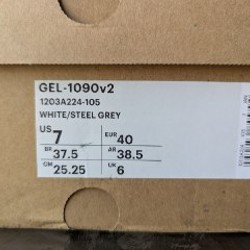 GEL-1090v2
1203A224-105
WHITE/STEEL GREY
US 7 EUR 40
BR 37.5 AR 38.5
CM 25.25 UK 6